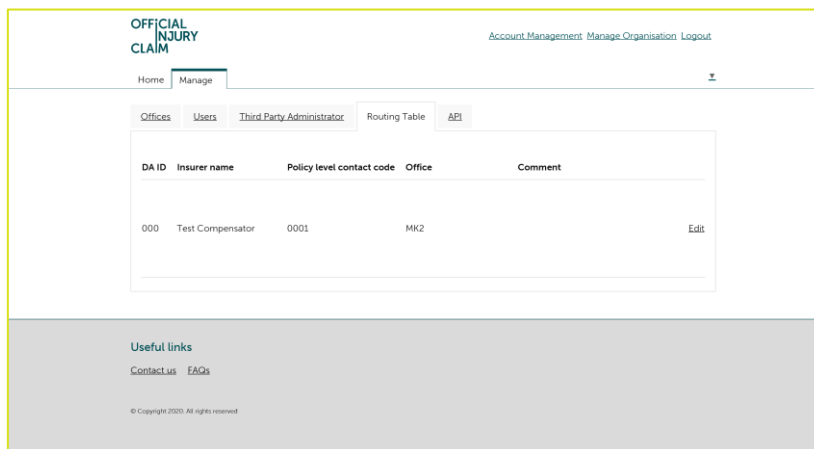 OFFICIAL
INJURY
CLAIM
Account Management Manage Organisation Logout
Home Manage
Offices Users Third Party Administrator Routing Table API
DA ID Insurer name Policy level contact code Office Comment
000 Test Compensator 0001 MK2 Edit
Useful links
Contact us FAQs
© Copyright 2020. All rights reserved